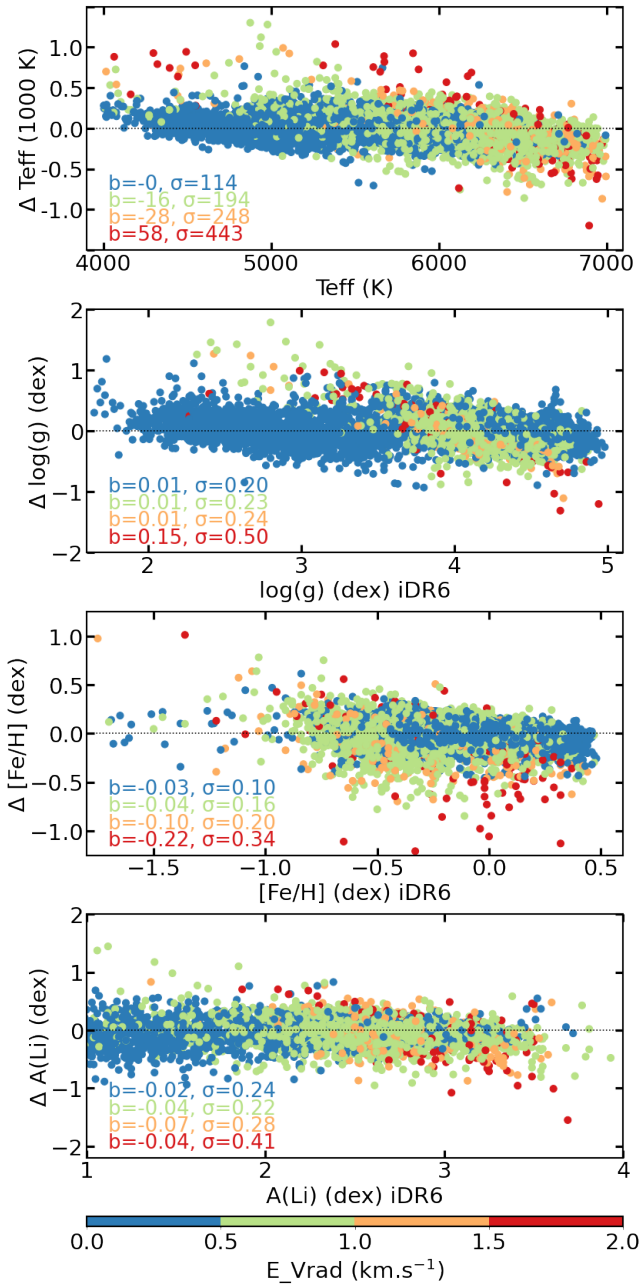 1.0
0.5
0.0
-0.5
-1.0
Δ Teff (1000 K)
b=-0, σ=114
b=-16, σ=194
b=-28, σ=248
b=58, σ=443
4000 5000 6000 7000
Teff (K)
2
1
0
−1
−2
Δ log(g) (dex)
b=0.01, σ=0.20
b=0.01, σ=0.23
b=0.01, σ=0.24
b=0.15, σ=0.50
2 3 4 5
log(g) (dex) iDR6
1.0
0.5
0.0
−0.5
−1.0
Δ [Fe/H] (dex)
b=-0.03, σ=0.10
b=-0.04, σ=0.16
b=-0.10, σ=0.20
b=-0.22, σ=0.34
−1.5 −1.0 −0.5 0.0 0.5
[Fe/H] (dex) iDR6
2
1
0
−1
−2
Δ A(Li) (dex)
b=-0.02, σ=0.24
b=-0.04, σ=0.22
b=-0.07, σ=0.28
b=-0.04, σ=0.41
1 2 3 4
A(Li) (dex) iDR6
0.0 0.5 1.0 1.5 2.0
E_Vrad (km.s⁻¹)